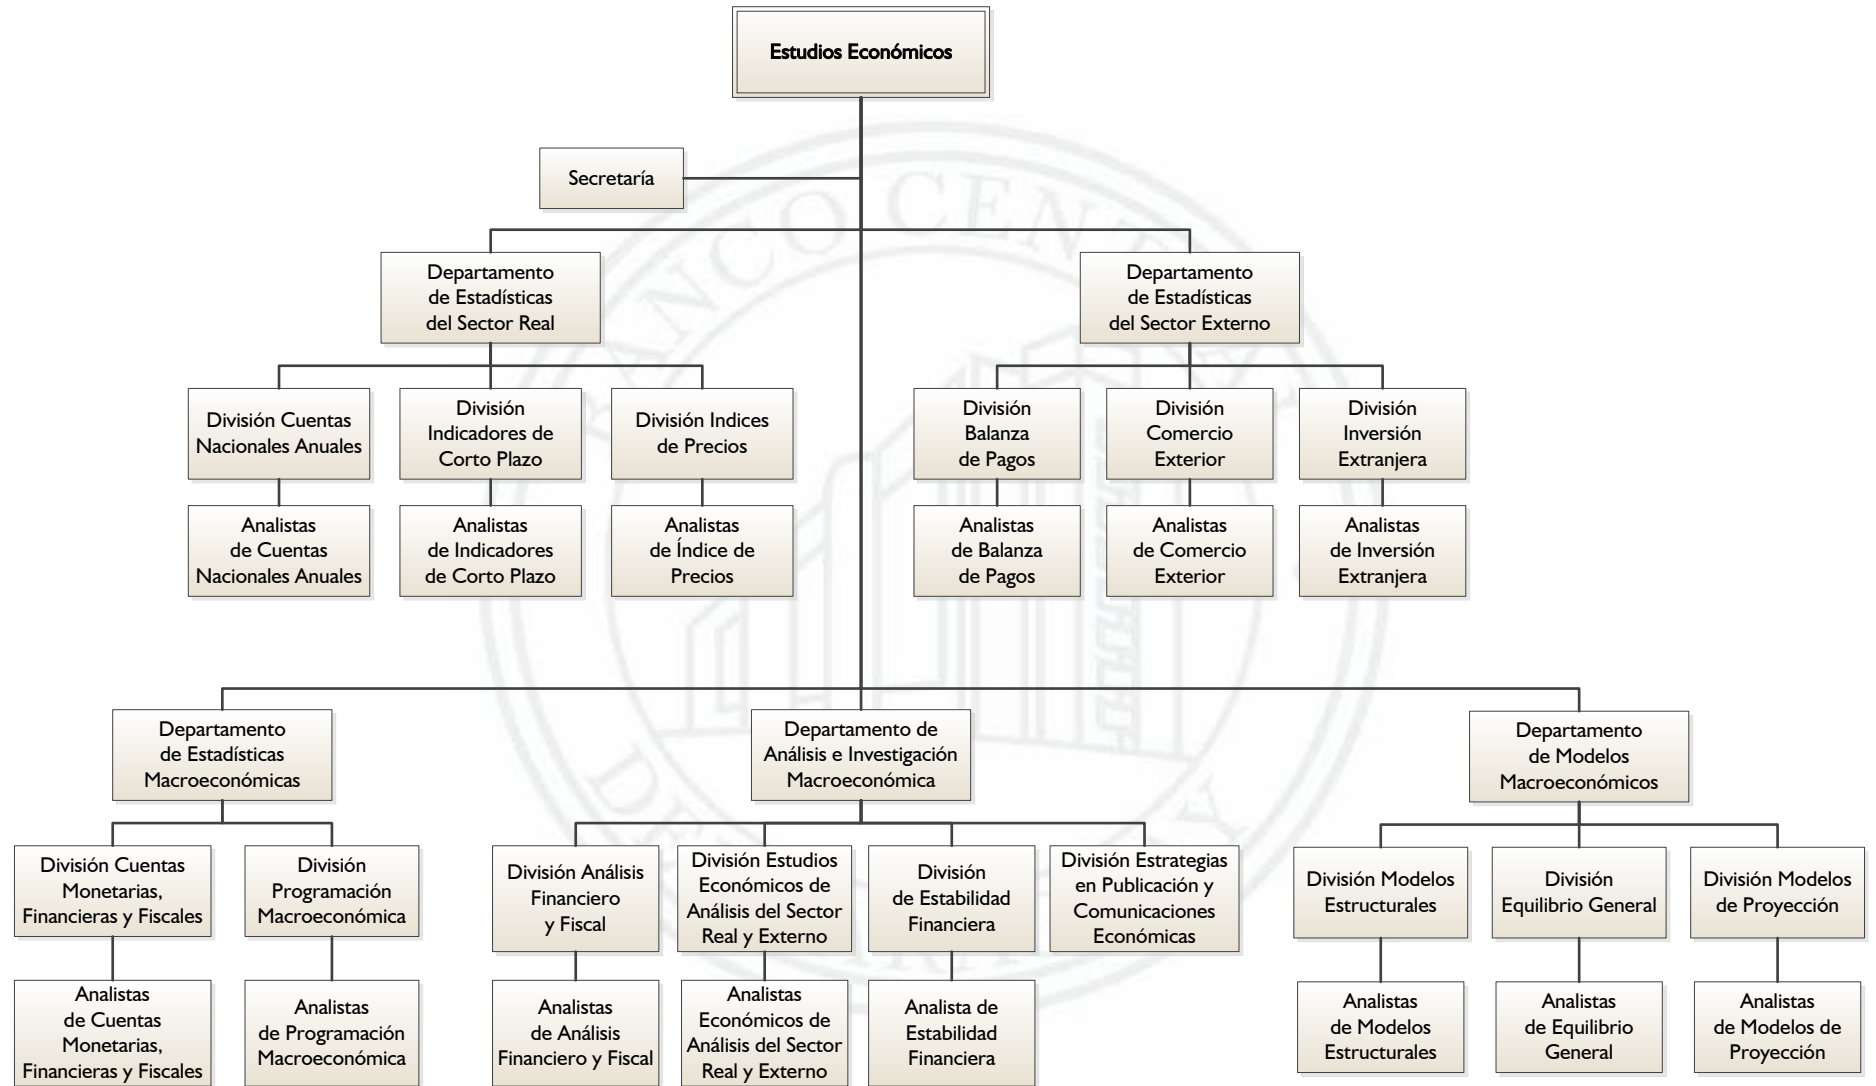 Estudios Económicos
Secretaría
Departamento
de Estadísticas
del Sector Real
Departamento
de Estadísticas
del Sector Externo
División Cuentas
Nacionales Anuales
División
Indicadores de
Corto Plazo
División Indices
de Precios
División
Balanza
de Pagos
División
Comercio
Exterior
División
Inversión
Extranjera
Analistas
de Cuentas
Nacionales Anuales
Analistas
de Indicadores
de Corto Plazo
Analistas
de Índice de
Precios
Analistas
de Balanza
de Pagos
Analistas
de Comercio
Exterior
Analistas
de Inversión
Extranjera
Departamento
de Estadísticas
Macroeconómicas
Departamento de
Análisis e Investigación
Macroeconómica
Departamento
de Modelos
Macroeconómicos
División Cuentas
Monetarias,
Financieras y Fiscales
División
Programación
Macroeconómica
División Análisis
Financiero
y Fiscal
División Estudios
Económicos de
Análisis del Sector
Real y Externo
División
de Estabilidad
Financiera
División Estrategias
en Publicación y
Comunicaciones
Económicas
División Modelos
Estructurales
División
Equilibrio General
División Modelos
de Proyección
Analistas
de Cuentas
Monetarias,
Financieras y Fiscales
Analistas
de Programación
Macroeconómica
Analistas
de Análisis
Financiero y Fiscal
Analistas
Económicos de
Análisis del Sector
Real y Externo
Analista de
Estabilidad
Financiera
Analistas
de Modelos
Estructurales
Analistas
de Equilibrio
General
Analistas
de Modelos de
Proyección
BANCO CENTRAL